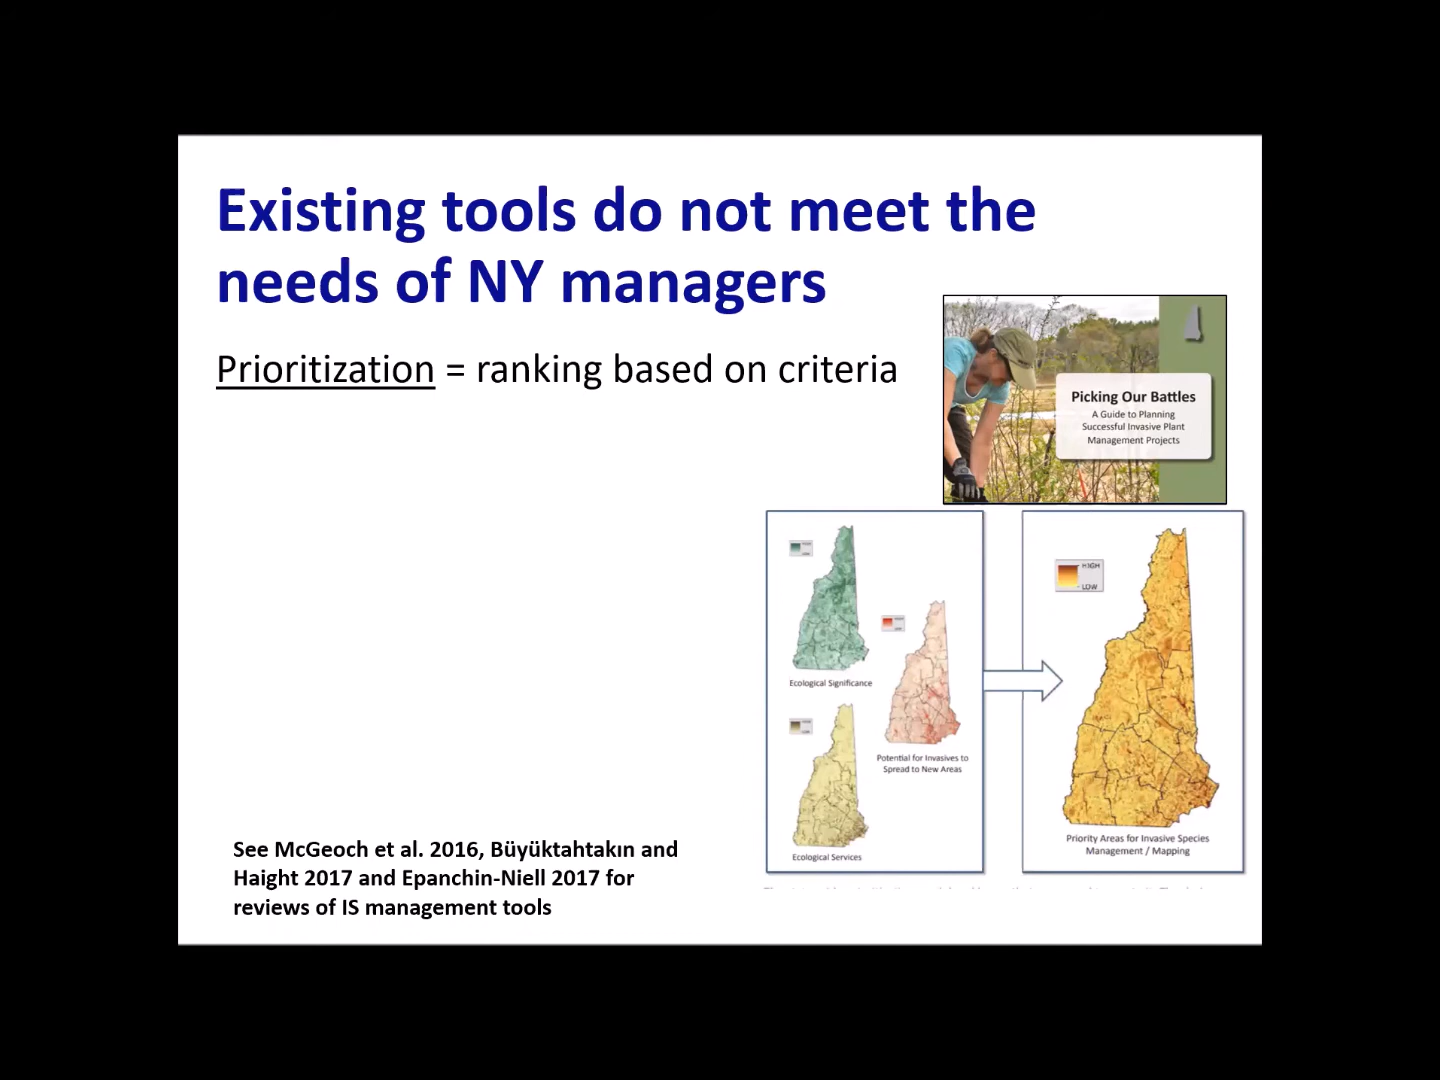 Existing tools do not meet the
needs of NY managers
Prioritization = ranking based on criteria
Picking Our Battles
A Guide to Planning
Successful Invasive Plant
Management Projects
HIGH
LOW
Ecological Significance
Potential for Invasives to
Spread to New Areas
Ecological Services
Priority Areas for Invasive Species
Management / Mapping
See McGeoch et al. 2016, Büyüktahtakın and
Haight 2017 and Epanchin-Niell 2017 for
reviews of IS management tools